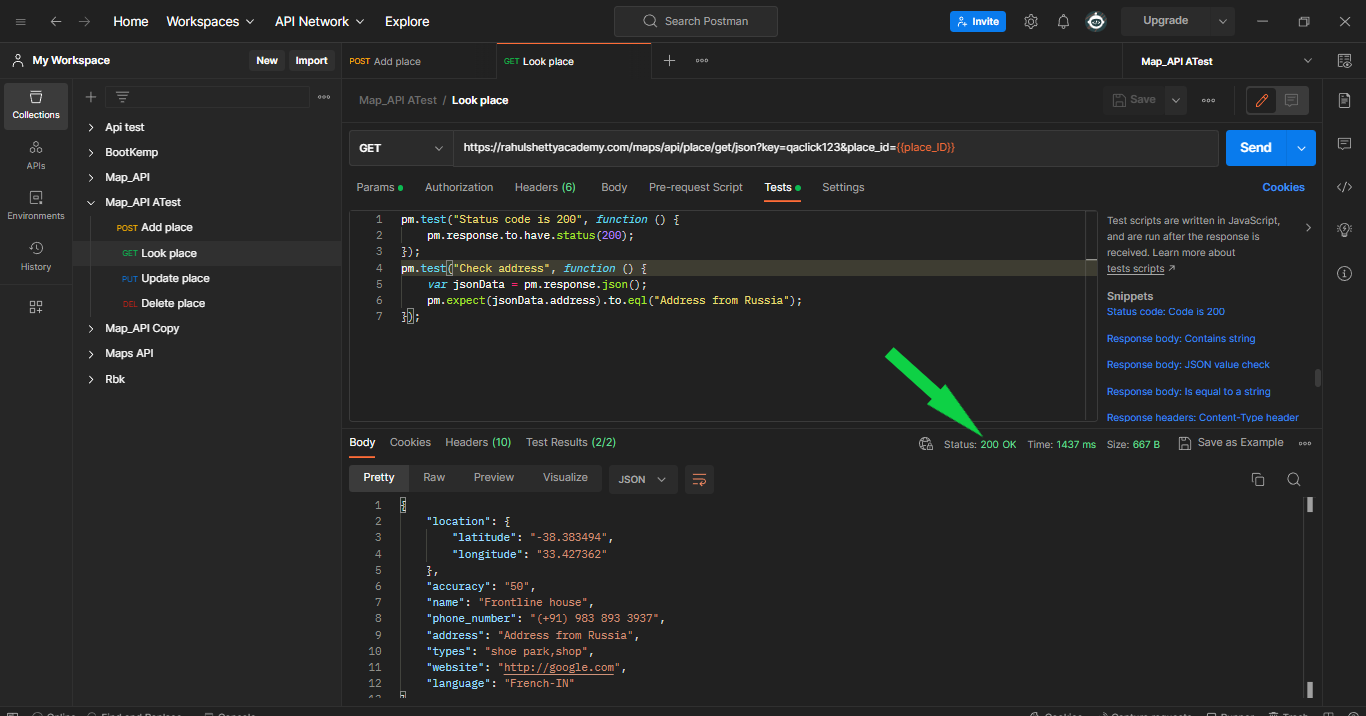 Home Workspaces API Network Explore Search Postman Invite Upgrade
My Workspace New Import POST Add place GET Look place Map_API ATest
Collections
APIs
Environments
History
Api test
BootKemp
Map_API
Map_API ATest
POST Add place
GET Look place
PUT Update place
DEL Delete place
Map_API Copy
Maps API
Rbk
Map_API ATest / Look place Save
GET https://rahulshettyacademy.com/maps/api/place/get/json?key=qaclick123&place_id={{place_ID}} Send
Params Authorization Headers (6) Body Pre-request Script Tests Settings Cookies
1 pm.test("Status code is 200", function () {
2 pm.response.to.have.status(200);
3 });
4 pm.test("Check address", function () {
5 var jsonData = pm.response.json();
6 pm.expect(jsonData.address).to.eql("Address from Russia");
7 });
Test scripts are written in JavaScript,
and are run after the response is
received. Learn more about
tests scripts ↗
Snippets
Status code: Code is 200
Response body: Contains string
Response body: JSON value check
Response body: Is equal to a string
Response headers: Content-Type header
Body Cookies Headers (10) Test Results (2/2) Status: 200 OK Time: 1437 ms Size: 667 B Save as Example
Pretty Raw Preview Visualize JSON
1 {
2 "location": {
3 "latitude": "-38.383494",
4 "longitude": "33.427362"
5 },
6 "accuracy": "50",
7 "name": "Frontline house",
8 "phone_number": "(+91) 983 893 3937",
9 "address": "Address from Russia",
10 "types": "shoe park,shop",
11 "website": "http://google.com",
12 "language": "French-IN"